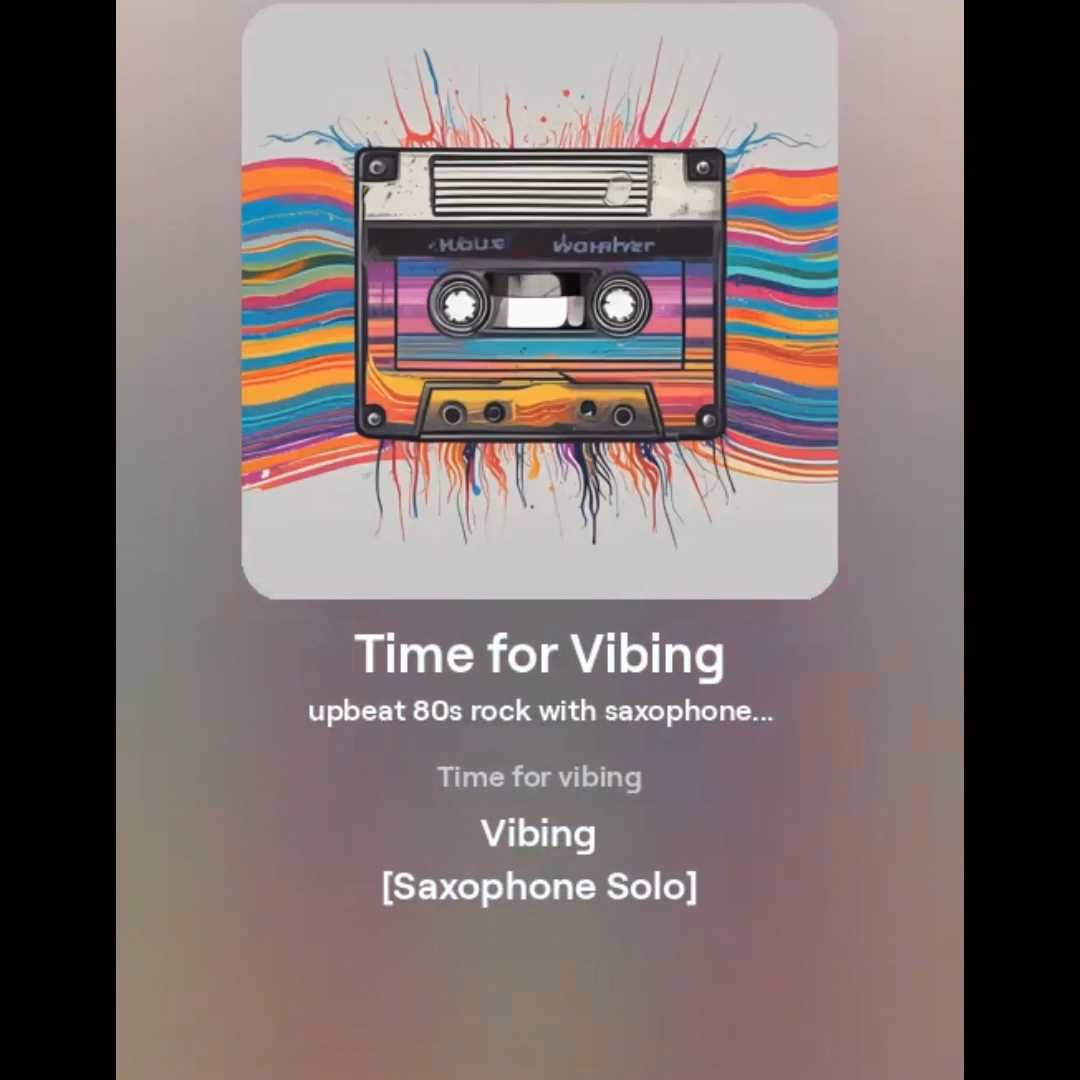 Time for Vibing
upbeat 80s rock with saxophone...
Time for vibing
Vibing
[Saxophone Solo]